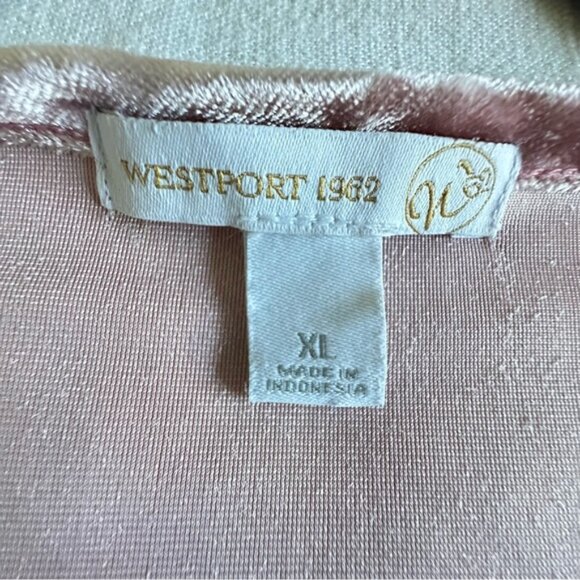 WESTPORT 1962
W
XL
MADE IN
INDONESIA